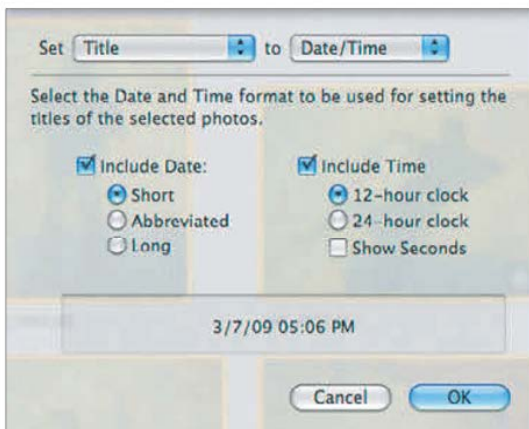 Set Title to Date/Time
Select the Date and Time format to be used for setting the
titles of the selected photos.
Include Date:
Short
Abbreviated
Long
Include Time
12-hour clock
24-hour clock
Show Seconds
3/7/09 05:06 PM
Cancel OK